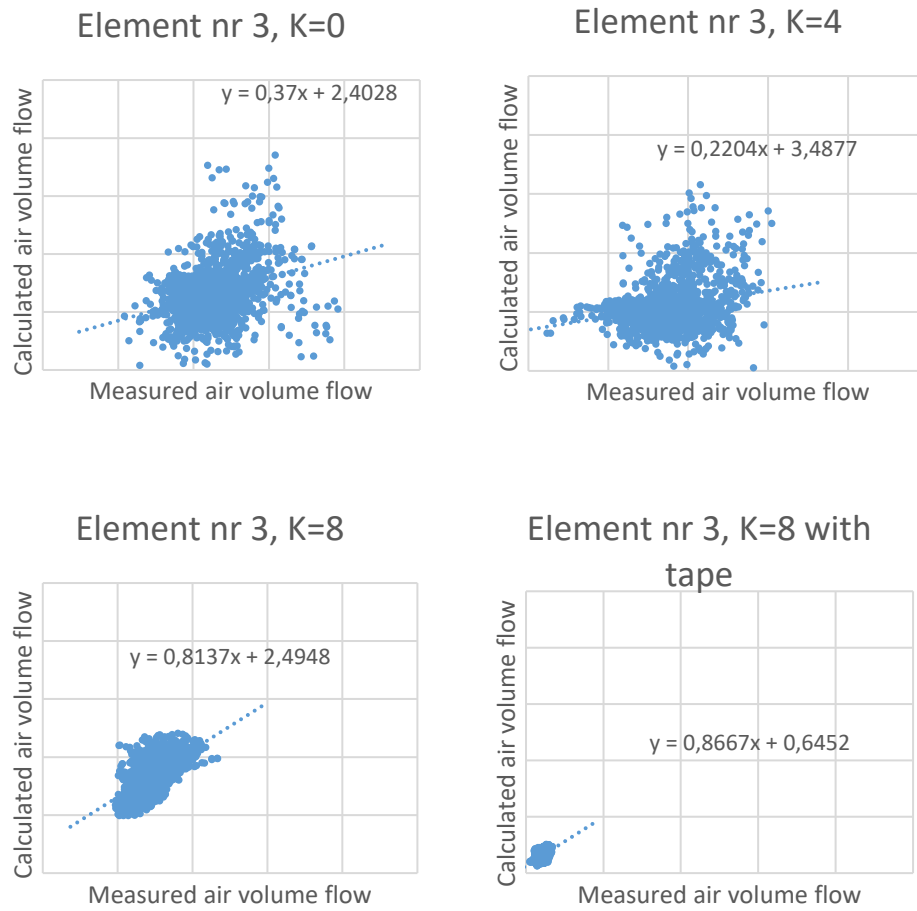 Element nr 3, K=0
y = 0,37x + 2,4028
Calculated air volume flow
Measured air volume flow
Element nr 3, K=4
y = 0,2204x + 3,4877
Calculated air volume flow
Measured air volume flow
Element nr 3, K=8
y = 0,8137x + 2,4948
Calculated air volume flow
Measured air volume flow
Element nr 3, K=8 with
tape
y = 0,8667x + 0,6452
Calculated air volume flow
Measured air volume flow